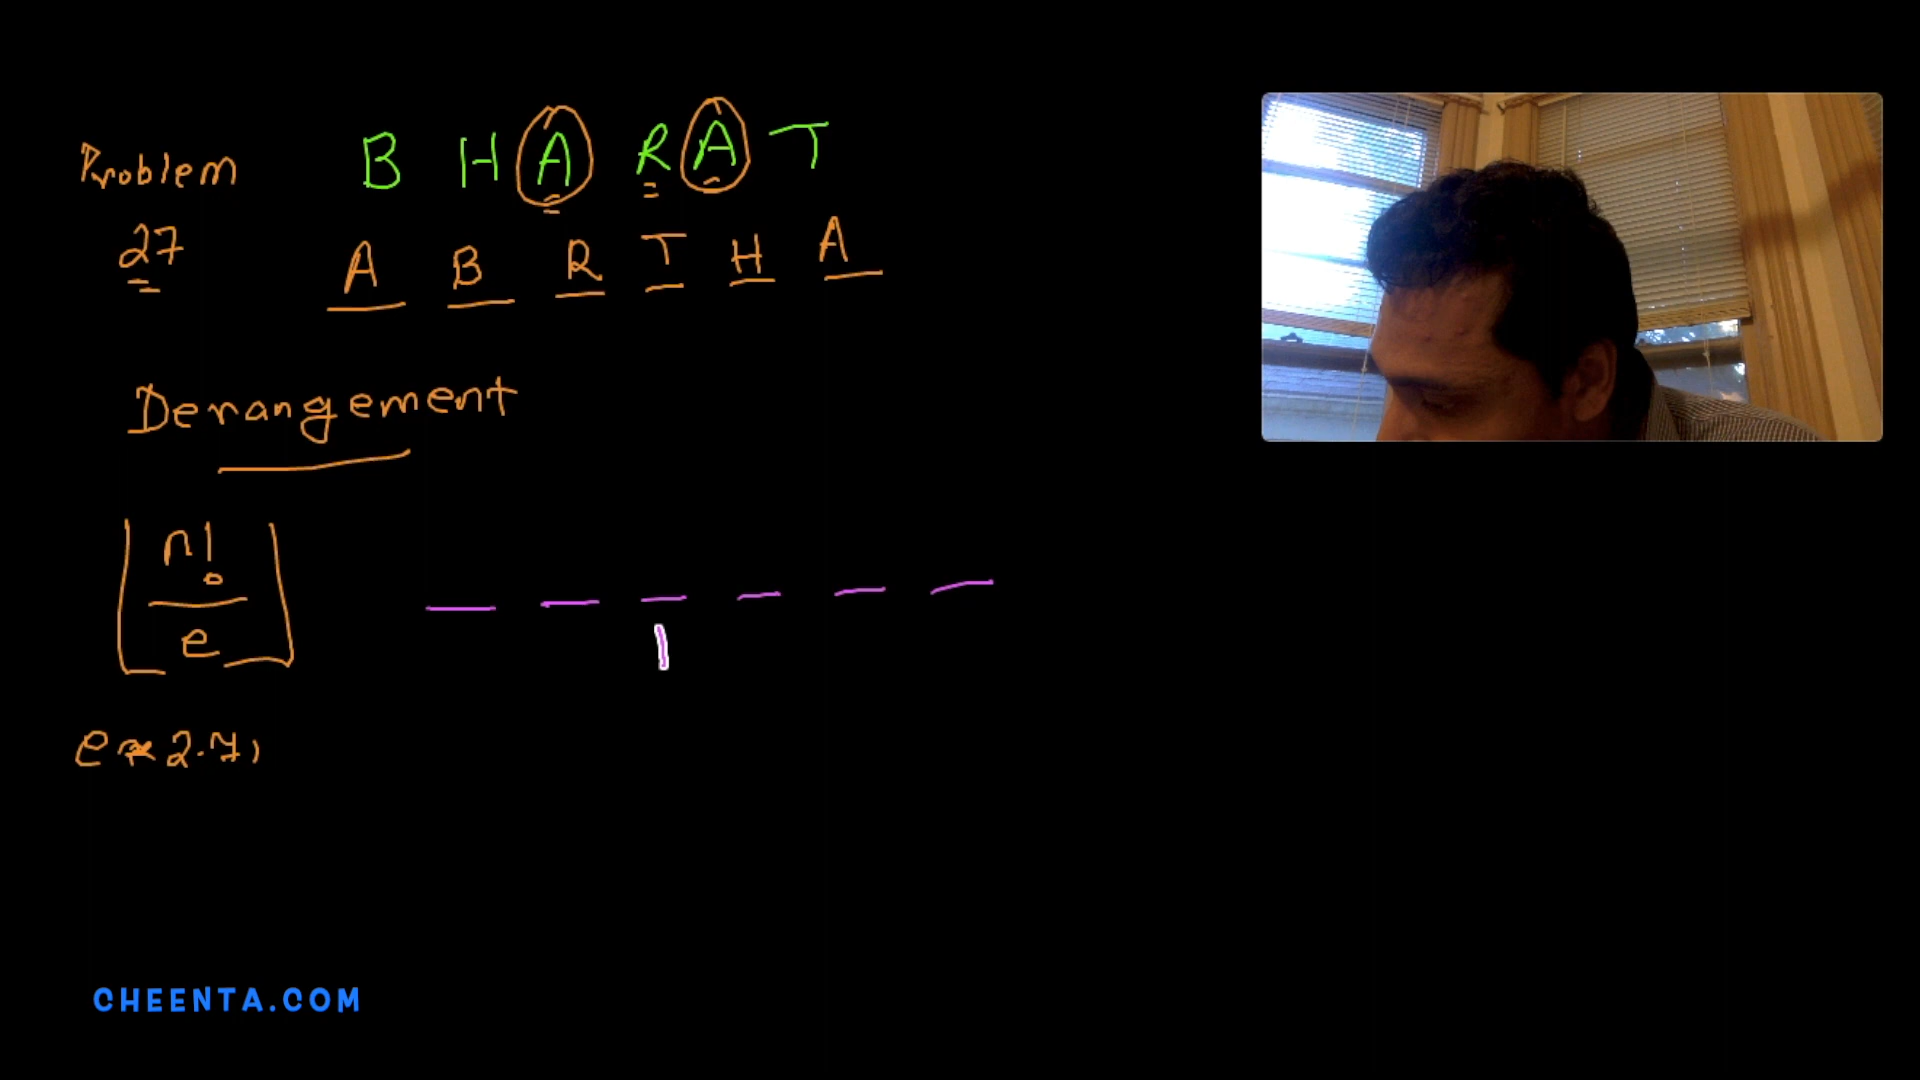 Problem
27
B H A R A T
A B R T H A
Derangement
n!
e
e ≈ 2.71
CHEENTA.COM